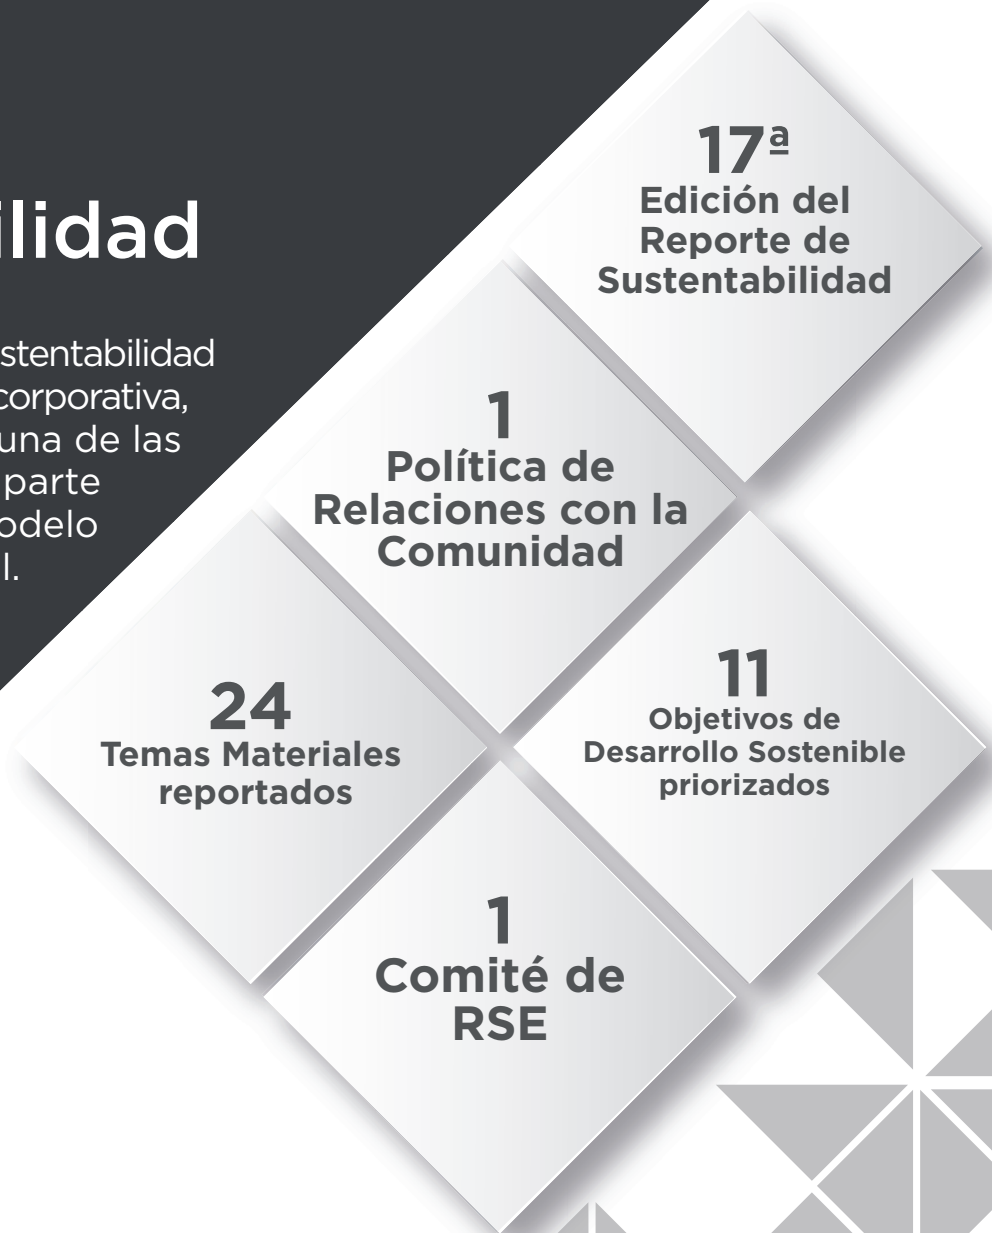 ilidad
stentabilidad
corporativa,
una de las
parte
odelo
l.
17ª
Edición del
Reporte de
Sustentabilidad
1
Política de
Relaciones con la
Comunidad
24
Temas Materiales
reportados
11
Objetivos de
Desarrollo Sostenible
priorizados
1
Comité de
RSE